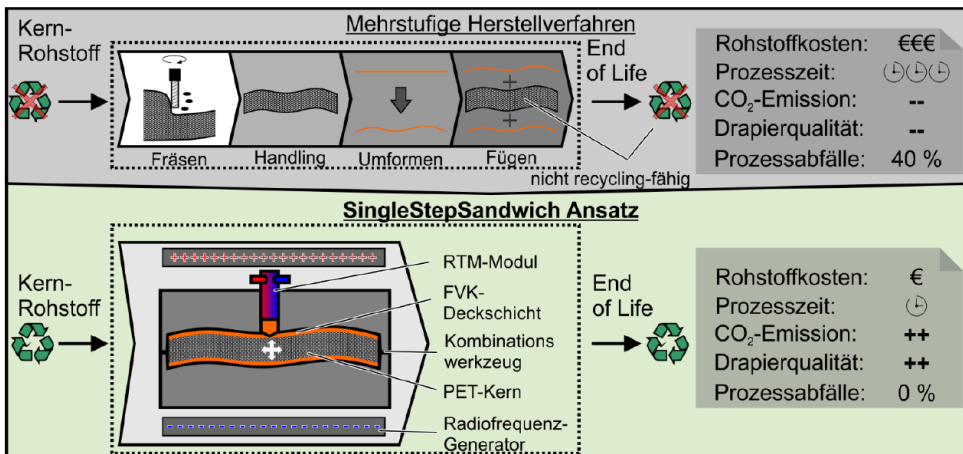 Mehrstufige Herstellverfahren
Kern-
Rohstoff
Fräsen
Handling
Umformen
Fügen
End
of Life
nicht recycling-fähig
Rohstoffkosten: €€€
Prozesszeit:
CO₂-Emission: --
Drapierqualität: --
Prozessabfälle: 40 %
SingleStepSandwich Ansatz
Kern-
Rohstoff
RTM-Modul
FVK-
Deckschicht
Kombinations
werkzeug
PET-Kern
Radiofrequenz-
Generator
End
of Life
Rohstoffkosten: €
Prozesszeit:
CO₂-Emission: ++
Drapierqualität: ++
Prozessabfälle: 0 %